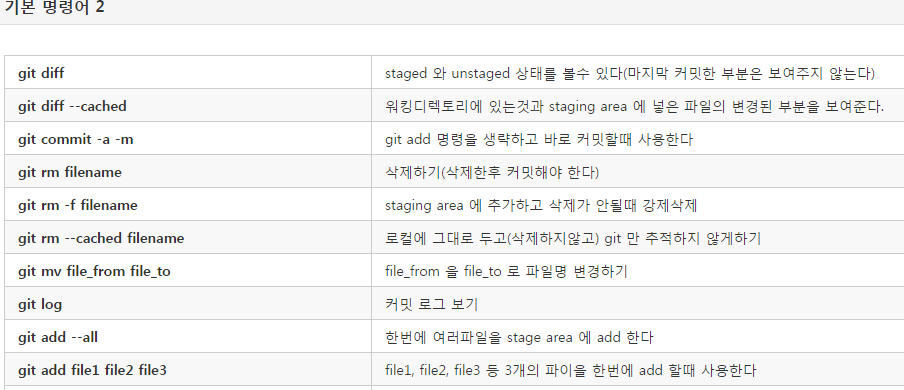 기본 명령어 2
git diff staged 와 unstaged 상태를 볼수 있다(마지막 커밋한 부분은 보여주지 않는다)
git diff --cached 워킹디렉토리에 있는것과 staging area 에 넣은 파일의 변경된 부분을 보여준다.
git commit -a -m git add 명령을 생략하고 바로 커밋할때 사용한다
git rm filename 삭제하기(삭제한후 커밋해야 한다)
git rm -f filename staging area 에 추가하고 삭제가 안될때 강제삭제
git rm --cached filename 로컬에 그대로 두고(삭제하지않고) git 만 추적하지 않게하기
git mv file_from file_to file_from 을 file_to 로 파일명 변경하기
git log 커밋 로그 보기
git add --all 한번에 여러파일을 stage area 에 add 한다
git add file1 file2 file3 file1, file2, file3 등 3개의 파이을 한번에 add 할때 사용한다